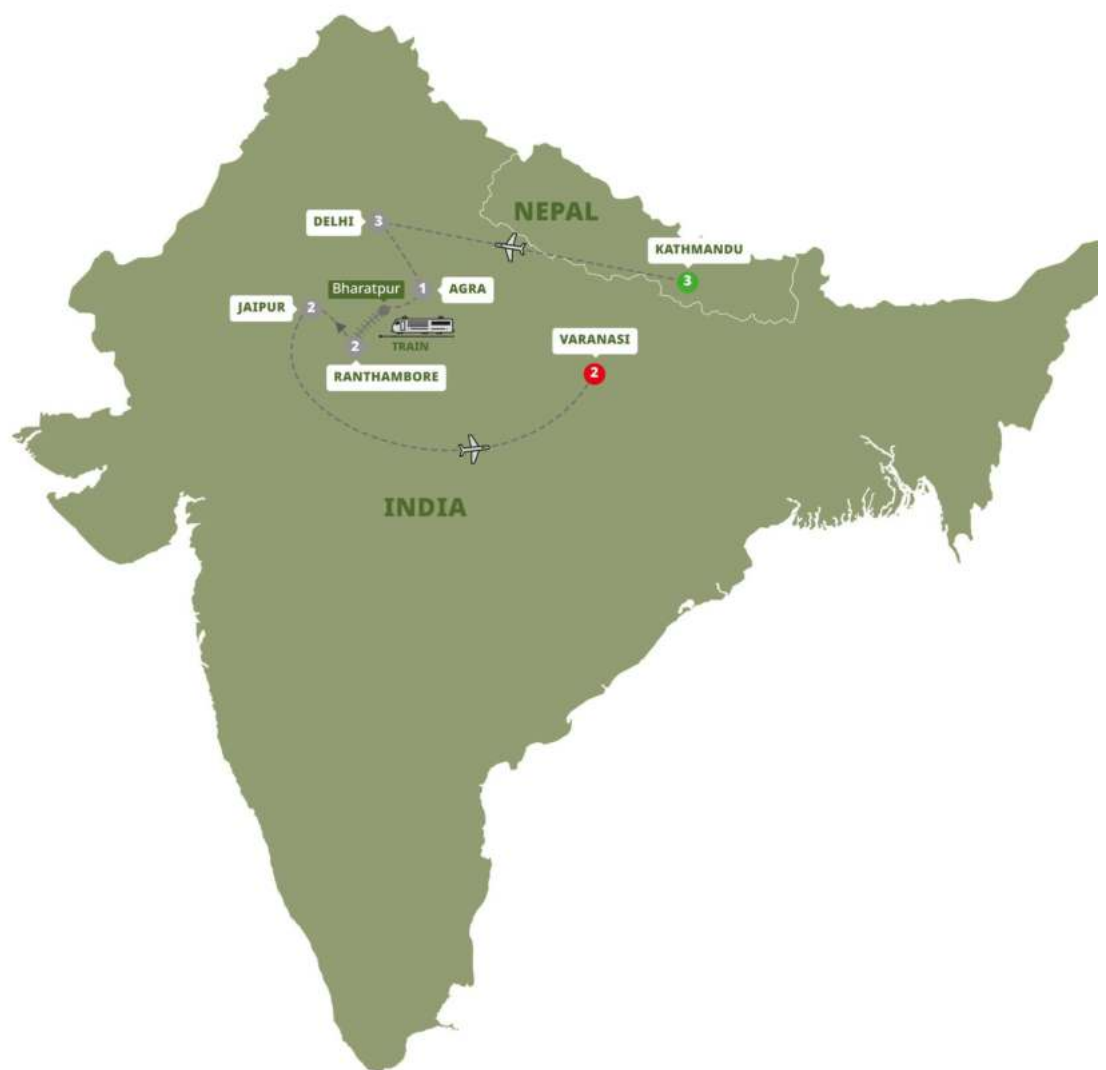 NEPAL
DELHI
3
KATHMANDU
3
Bharatpur
1
AGRA
JAIPUR
2
TRAIN
VARANASI
2
2
RANTHAMBORE
INDIA